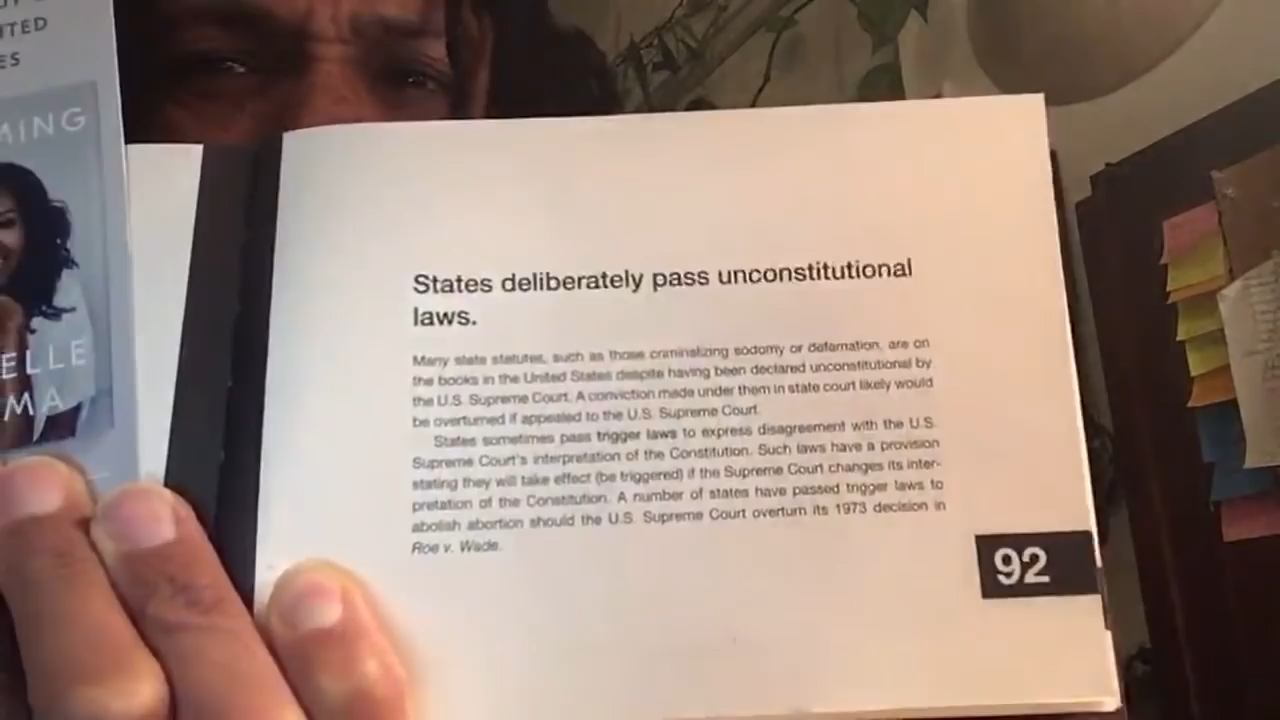 ITED
ES
MING
ELLE
MA
States deliberately pass unconstitutional
laws.
Many state statutes, such as those criminalizing sodomy or defamation, are on
the books in the United States despite having been declared unconstitutional by
the U.S. Supreme Court. A conviction made under them in state court likely would
be overturned if appealed to the U.S. Supreme Court.
States sometimes pass trigger laws to express disagreement with the U.S.
Supreme Court's interpretation of the Constitution. Such laws have a provision
stating they will take effect (be triggered) if the Supreme Court changes its inter-
pretation of the Constitution. A number of states have passed trigger laws to
abolish abortion should the U.S. Supreme Court overturn its 1973 decision in
Roe v. Wade.
92